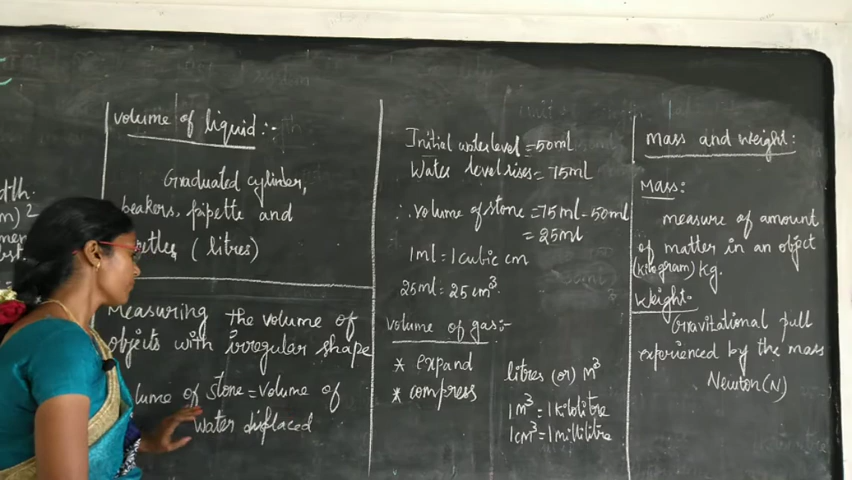 dth.
m) 2
Volume of liquid:-
Graduated cylinder,
beakers, pipette and
(litres)
Measuring the volume of
objects with irregular shape
lume of stone = volume of
water displaced
Initial water level = 50ml
Water level rises = 75ml
∴ volume of stone = 75ml - 50ml
= 25ml
1ml = 1 cubic cm
25ml = 25 cm³.
Volume of gas:-
* expand
* compress
litres (or) m³
1m³ = 1 kilolitre
1cm³ = 1 millilitre
Mass and weight:
Mass:
measure of amount
of matter in an object
(kilogram) kg.
Weight:
Gravitational pull
experienced by the mass
Newton (N)